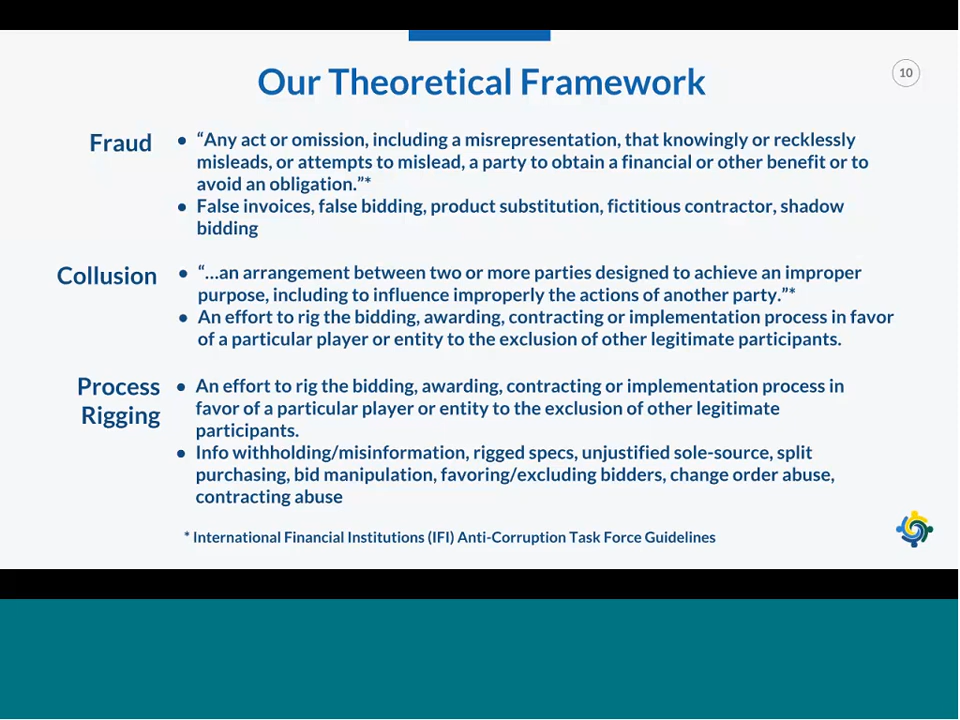 10
Our Theoretical Framework
Fraud
● “Any act or omission, including a misrepresentation, that knowingly or recklessly
misleads, or attempts to mislead, a party to obtain a financial or other benefit or to
avoid an obligation.”*
● False invoices, false bidding, product substitution, fictitious contractor, shadow
bidding
Collusion
● “…an arrangement between two or more parties designed to achieve an improper
purpose, including to influence improperly the actions of another party.”*
● An effort to rig the bidding, awarding, contracting or implementation process in favor
of a particular player or entity to the exclusion of other legitimate participants.
Process
Rigging
● An effort to rig the bidding, awarding, contracting or implementation process in
favor of a particular player or entity to the exclusion of other legitimate
participants.
● Info withholding/misinformation, rigged specs, unjustified sole-source, split
purchasing, bid manipulation, favoring/excluding bidders, change order abuse,
contracting abuse
* International Financial Institutions (IFI) Anti-Corruption Task Force Guidelines